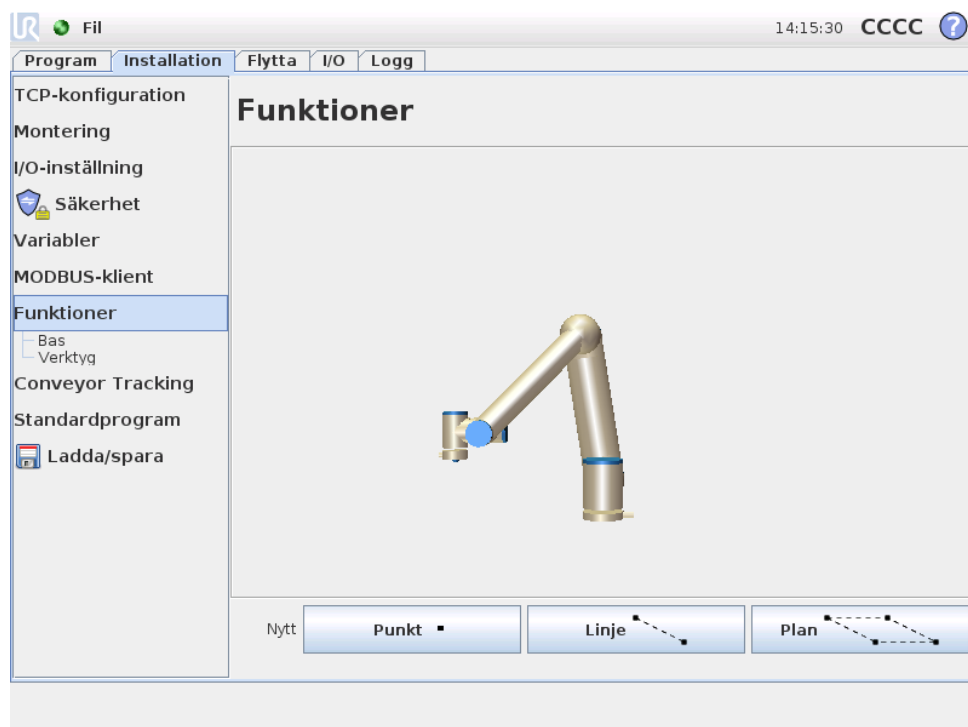 UR Fil 14:15:30 CCCC ?
Program Installation Flytta I/O Logg
TCP-konfiguration
Funktioner
Montering
I/O-inställning
Säkerhet
Variabler
MODBUS-klient
Funktioner
Bas
Verktyg
Conveyor Tracking
Standardprogram
Ladda/spara
Nytt Punkt Linje Plan